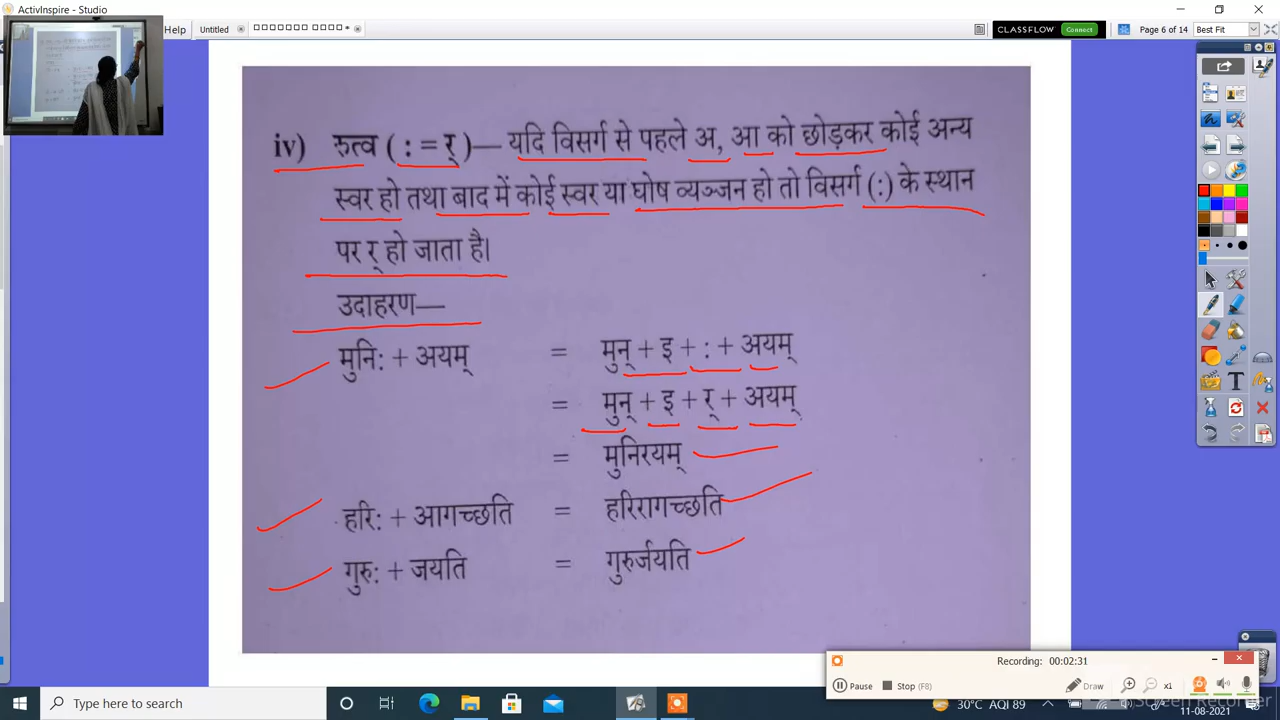 ActivInspire - Studio
Help
Untitled
CLASSFLOW Connect
Page 6 of 14
Best Fit
iv) रुत्व ( : = र् )— यदि विसर्ग से पहले अ, आ को छोड़कर कोई अन्य
स्वर हो तथा बाद में कोई स्वर या घोष व्यञ्जन हो तो विसर्ग (:) के स्थान
पर र् हो जाता है।
उदाहरण—
मुनि: + अयम् = मुन् + इ + : + अयम्
= मुन् + इ + र् + अयम्
= मुनिरयम्
हरि: + आगच्छति = हरिरागच्छति
गुरु: + जयति = गुरुर्जयति
Recording: 00:02:31
Pause Stop (F8) Draw x1
Type here to search
30°C AQI 89
11-08-2021